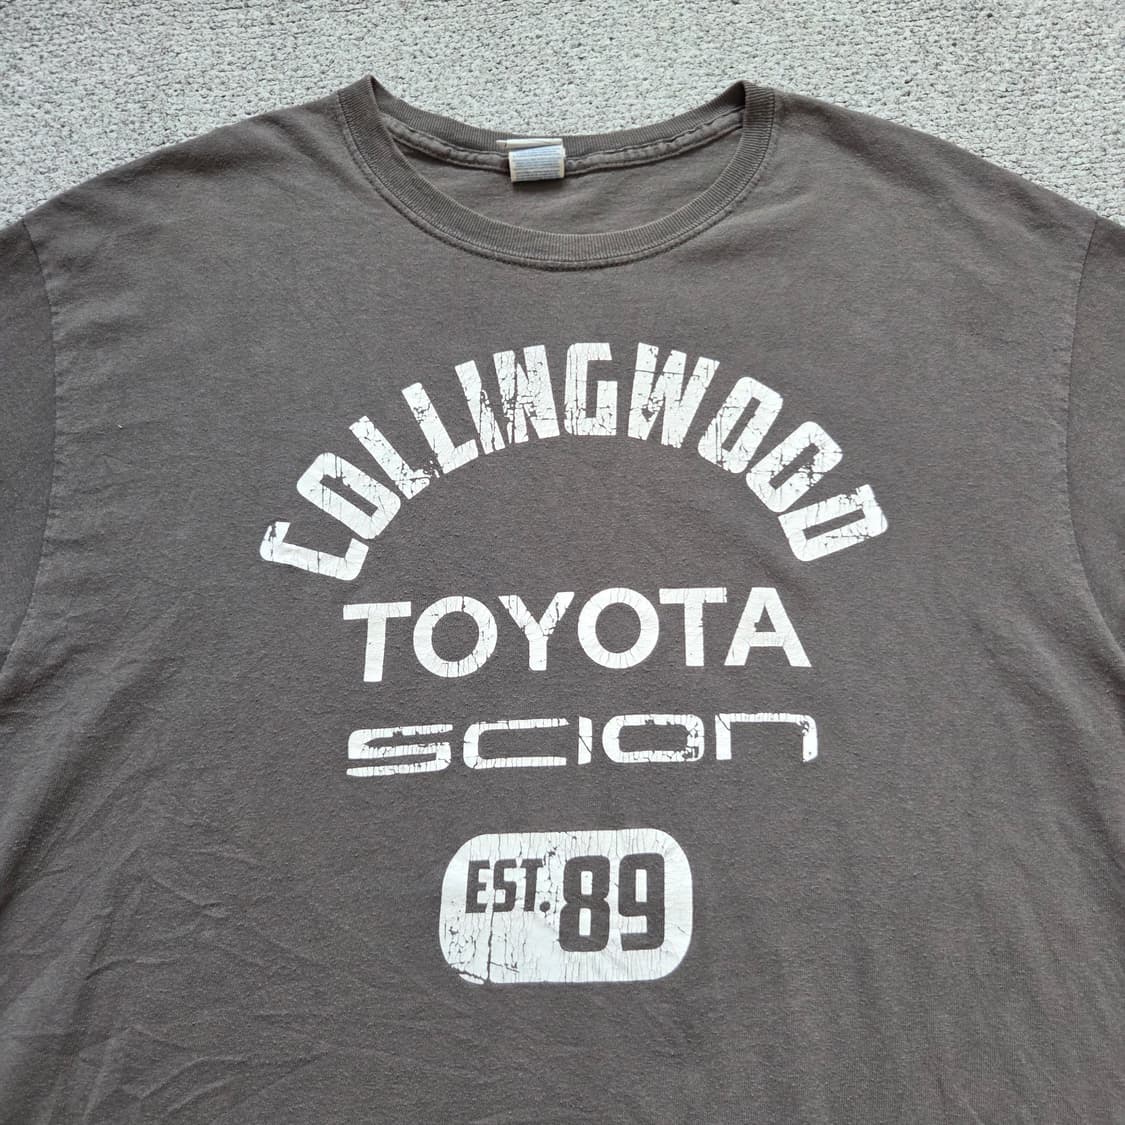 COLLINGWOOD
TOYOTA
SCION
EST. 89